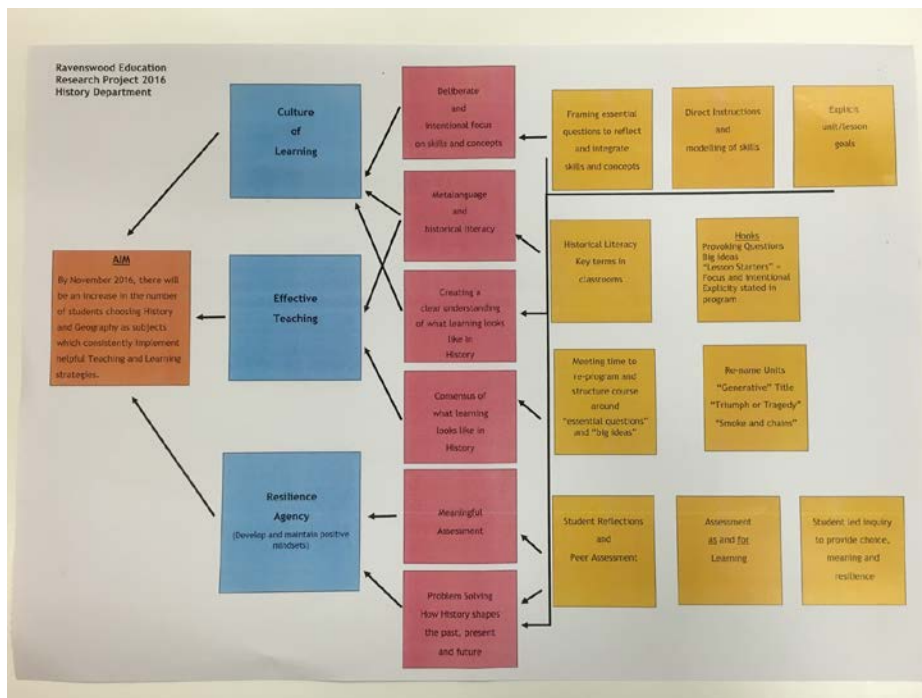 Ravenswood Education
Research Project 2016
History Department
AIM
By November 2016, there will
be an increase in the number
of students choosing History
and Geography as subjects
which consistently implement
helpful Teaching and Learning
strategies.
Culture
of
Learning
Effective
Teaching
Resilience
Agency
(Develop and maintain positive
mindsets)
Deliberate
and
Intentional focus
on skills and concepts
Metalanguage
and
historical literacy
Creating a
clear understanding
of what learning looks
like in
History
Consensus of
what learning
looks like in
History
Meaningful
Assessment
Problem Solving
How History shapes
the past, present
and future
Framing essential
questions to reflect
and integrate
skills and concepts
Direct Instructions
and
modelling of skills
Explicit
unit/lesson
goals
Historical Literacy
Key terms in
classrooms
Hooks
Provoking Questions
Big Ideas
"Lesson Starters" –
Focus and Intentional
Explicity stated in
program
Meeting time to
re-program and
structure course
around
"essential questions"
and "big ideas"
Re-name Units
"Generative" Title
"Triumph or Tragedy"
"Smoke and chains"
Student Reflections
and
Peer Assessment
Assessment
as and for
Learning
Student led inquiry
to provide choice,
meaning and
resilience